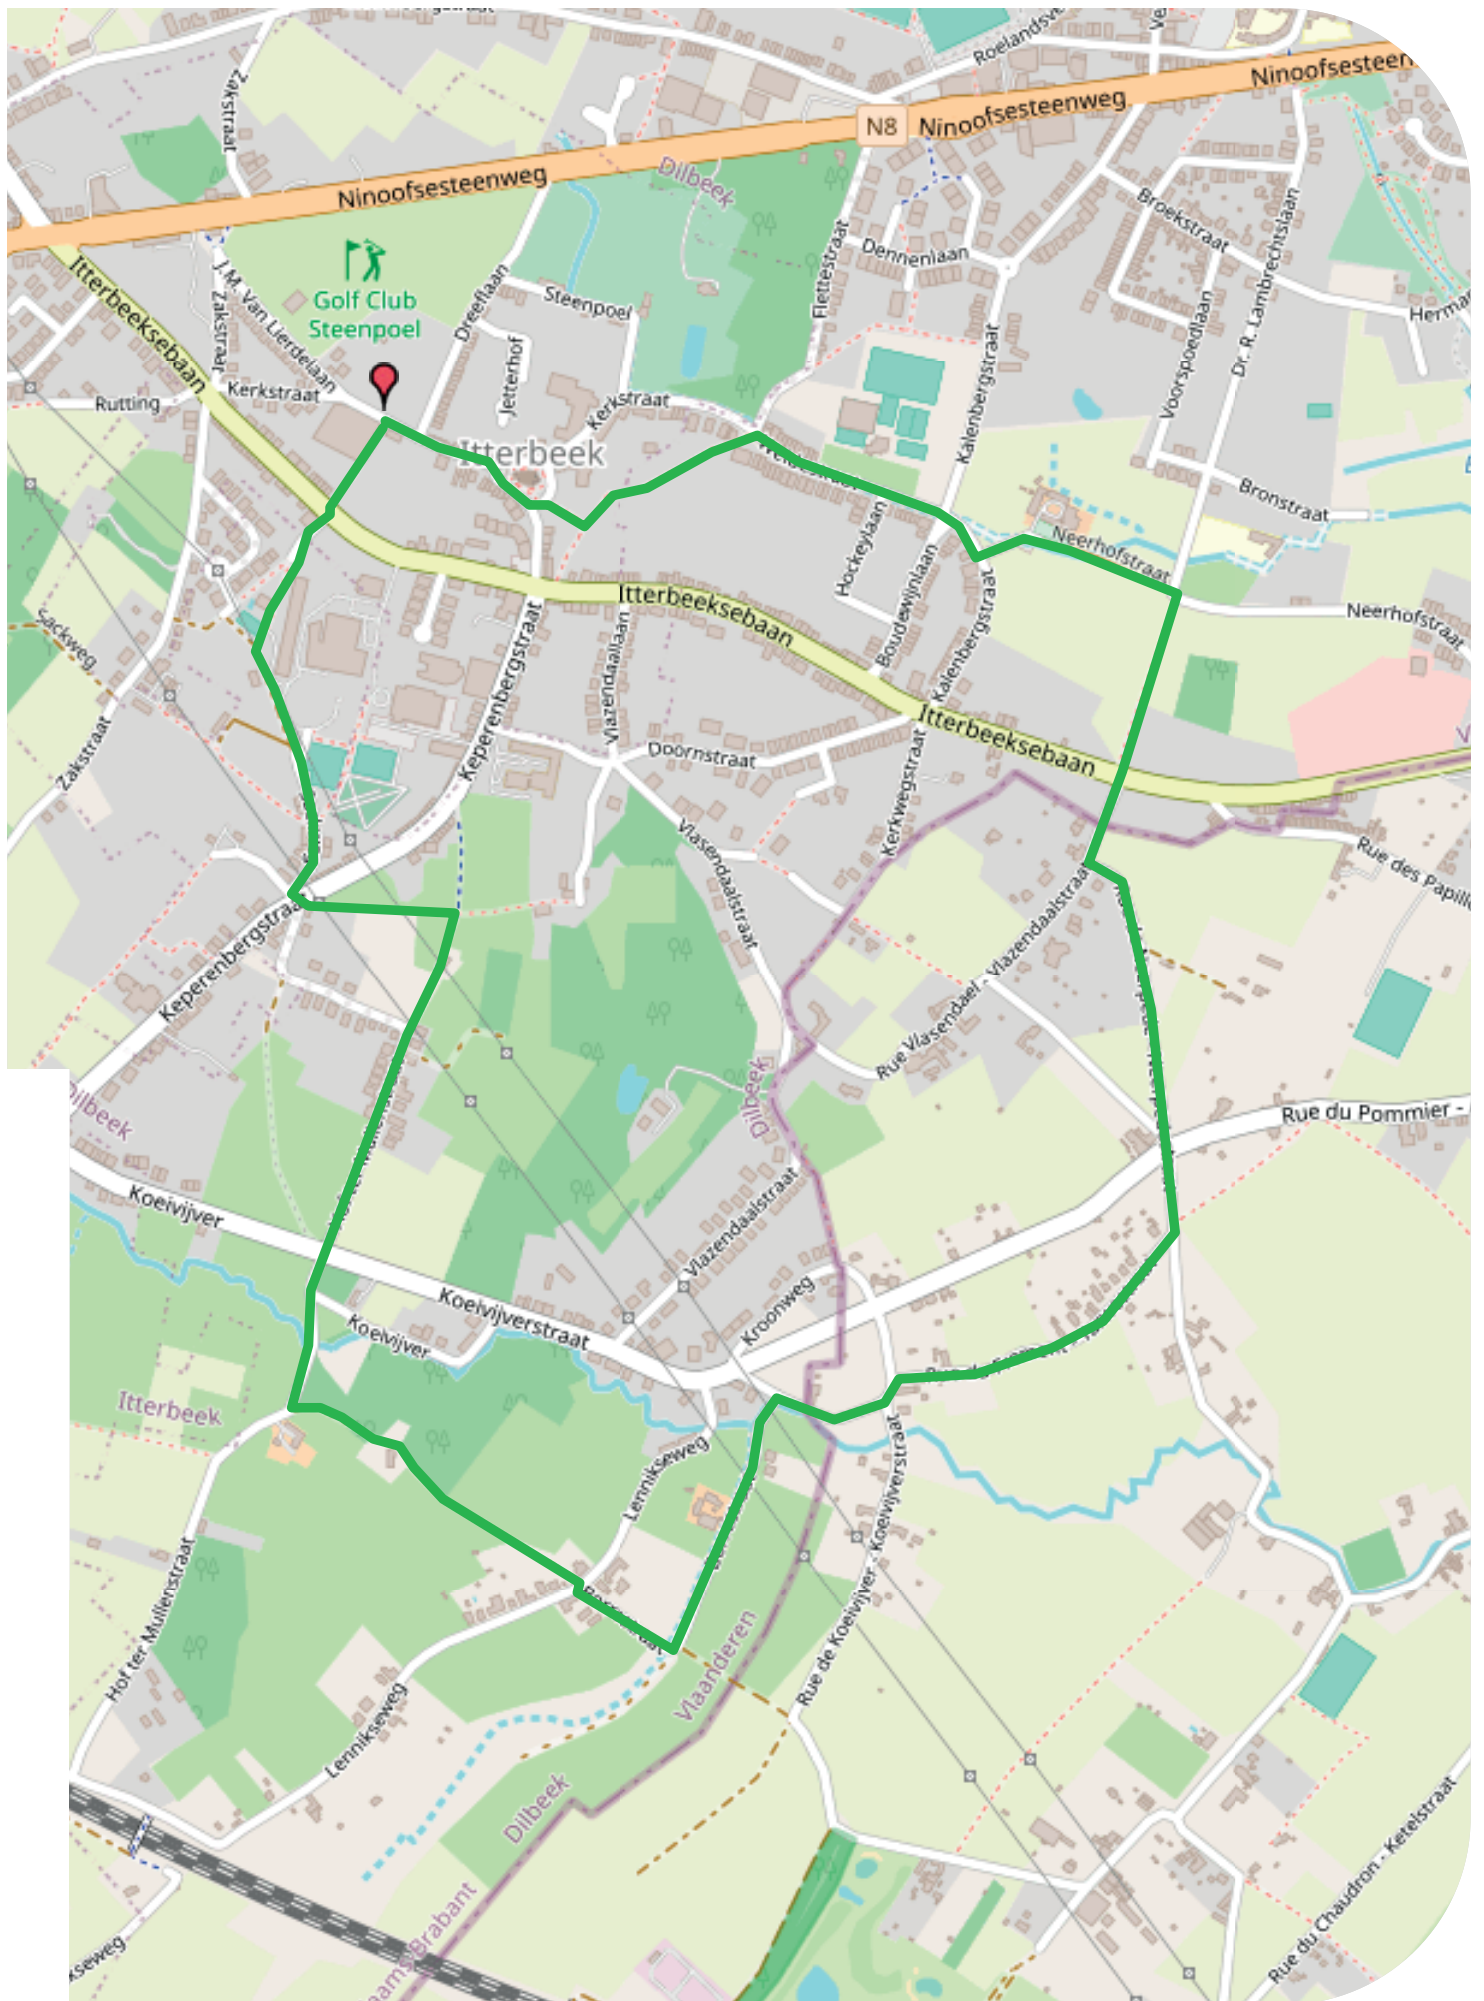 Roelandsve
Ninoofsesteen
Zakstraat
N8
Ninoofsesteenweg
Dilbeek
Ninoofsesteenweg
Broekstraat
Dennenlaan
Fiettestraat
Itterbeeksebaan
J. M. Van Lierdelaan
Zakstraat
Golf Club
Steenpoel
Dreeflaan
Steenpoel
Dr. R. Lambrechtslaan
Voorspoedlaan
Herma
Jetterhof
Kalenbergstraat
Rutting
Kerkstraat
Kerkstraat
Itterbeek
Bronstraat
Hockeylaan
Neerhofstraat
Boudewijnlaan
Kalenbergstraat
Itterbeeksebaan
Neerhofstraat
Sackweg
Keperenbergstraat
Vlazendaallaan
Itterbeeksebaan
Zakstraat
Doornstraat
Kerkwegstraat
Vlasendaalstraat
Rue des Papillo
Keperenbergstraat
Rue Vlasendael - Vlazendaalstraat
Dilbeek
Dilbeek
Rue du Pommier -
Koeivijver
Vlazendaalstraat
Kroonweg
Koeivijverstraat
Koeivijver
Itterbeek
Lennikseweg
Rue de Koeivijver - Koeivijverstraat
Hof ter Mullenstraat
Vlaanderen
Lennikseweg
Dilbeek
Rue du Chaudron - Ketelstraat
kseweg
aams-Brabant